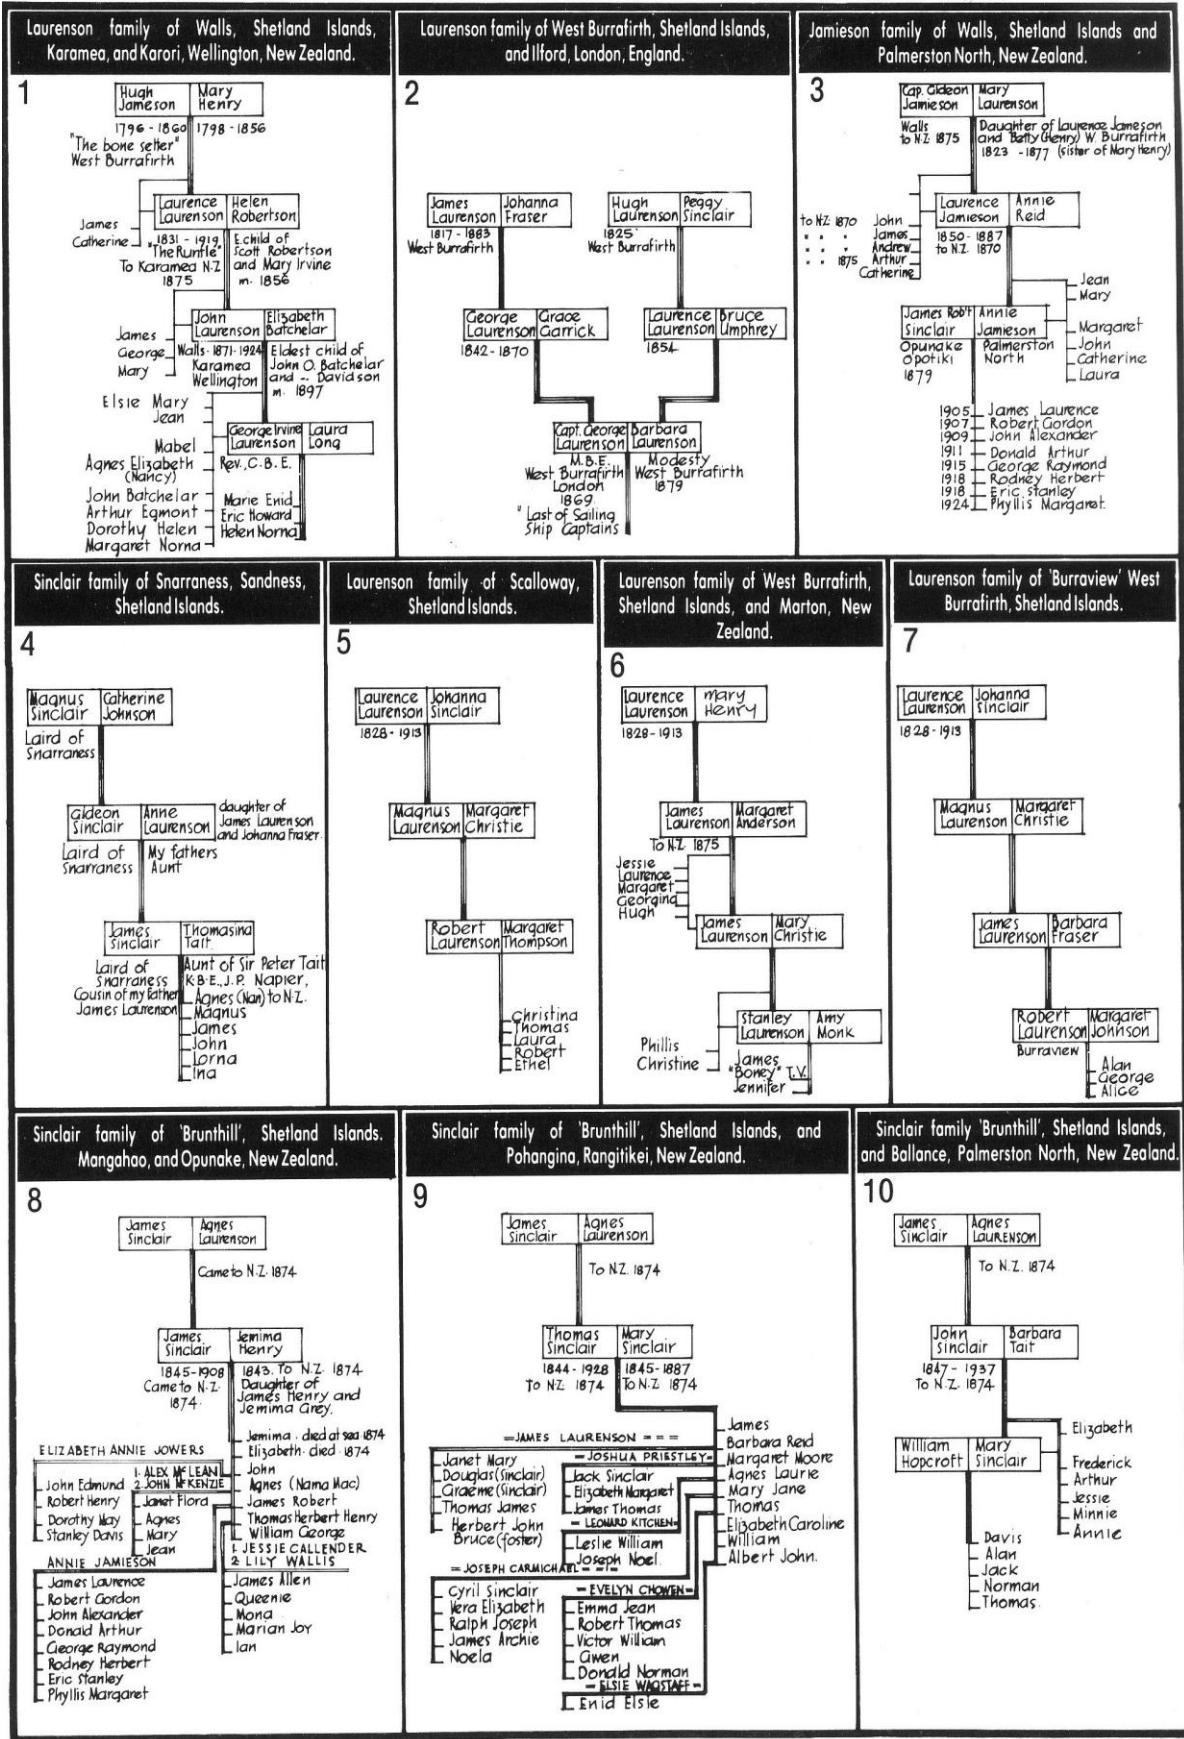 Laurenson family of Walls, Shetland Islands,
Karamea, and Karori, Wellington, New Zealand.
1
Hugh Jameson
Mary Henry
1796 - 1860
1798 - 1856
"The bone setter"
West Burrafirth
James
Catherine
Laurence Laurenson
Helen Robertson
1831 - 1919
"The Runtle"
To Karamea N.Z
1875
E.child of
Scott Robertson
and Mary Irvine
m. 1856
James
George
Mary
John Laurenson
Elizabeth Batchelar
Walls. 1871-1924
Karamea
Wellington
Eldest child of
John O. Batchelar
and -- Davidson
m. 1897
Elsie Mary
Jean
Mabel
Agnes Elizabeth
(Nancy)
John Batchelar
Arthur Egmont
Dorothy Helen
Margaret Norna
George Irvine Laurenson
Laura Long
Rev. C.B.E.
Marie Enid
Eric Howard
Helen Norna
Laurenson family of West Burrafirth, Shetland Islands,
and Ilford, London, England.
2
James Laurenson
Johanna Fraser
1817 - 1883
West Burrafirth
Hugh Laurenson
Peggy Sinclair
1825
West Burrafirth
George Laurenson
Grace Garrick
1842 - 1870
Laurence Laurenson
Bruce Umphrey
1854
Capt. George Laurenson
Barbara Laurenson
M.B.E.
West Burrafirth
London
1869
"Last of Sailing
Ship Captains"
Modesty
West Burrafirth
1879
Jamieson family of Walls, Shetland Islands and
Palmerston North, New Zealand.
3
Cap. Gideon Jamieson
Mary Laurenson
Walls
to N.Z. 1875
Daughter of Laurence Jameson
and Betty (Henry) W. Burrafirth
1823 - 1877 (sister of Mary Henry)
to N.Z. 1870 John
" " " James
" " " Andrew
" " 1875 Arthur
Catherine
Laurence Jamieson
Annie Reid
1850 - 1887
to N.Z. 1870
Jean
Mary
Margaret
John
Catherine
Laura
James Rob't Sinclair
Annie Jamieson
Opunake
Opotiki
1879
Palmerston
North
1905 James Laurence
1907 Robert Gordon
1909 John Alexander
1911 Donald Arthur
1915 George Raymond
1918 Rodney Herbert
1918 Eric Stanley
1924 Phyllis Margaret.
Sinclair family of Snarraness, Sandness,
Shetland Islands.
4
Magnus Sinclair
Catherine Johnson
Laird of
Snarraness
Gideon Sinclair
Anne Laurenson
daughter of
James Laurenson
and Johanna Fraser.
Laird of
Snarraness
My fathers
Aunt
James Sinclair
Thomasina Tait
Laird of
Snarraness
Cousin of my father
James Laurenson
Aunt of Sir Peter Tait
K.B.E., J.P. Napier,
Agnes (Nan) to N.Z.
Magnus
James
John
Lorna
Ina
Laurenson family of Scalloway,
Shetland Islands.
5
Laurence Laurenson
Johanna Sinclair
1828 - 1913
Magnus Laurenson
Margaret Christie
Robert Laurenson
Margaret Thompson
Christina
Thomas
Laura
Robert
Ethel
Laurenson family of West Burrafirth,
Shetland Islands, and Marton, New
Zealand.
6
Laurence Laurenson
Mary Henry
1828 - 1913
James Laurenson
Margaret Anderson
To N.Z. 1875
Jessie
Laurence
Margaret
Georgina
Hugh
James Laurenson
Mary Christie
Phillis
Christine
Stanley Laurenson
Amy Monk
James
"Boney" T.V.
Jennifer
Laurenson family of 'Burraview' West
Burrafirth, Shetland Islands.
7
Laurence Laurenson
Johanna Sinclair
1828 - 1913
Magnus Laurenson
Margaret Christie
James Laurenson
Barbara Fraser
Robert Laurenson
Margaret Johnson
Burraview
Alan
George
Alice
Sinclair family of 'Brunthill', Shetland Islands.
Mangahao, and Opunake, New Zealand.
8
James Sinclair
Agnes Laurenson
Came to N.Z. 1874
James Sinclair
Jemima Henry
1845-1908
Came to N.Z.
1874.
1843. To N.Z. 1874
Daughter of
James Henry and
Jemima Grey.
Jemima. died at sea 1874
Elizabeth. died. 1874
John
Agnes (Nama Mac)
James Robert
Thomas Herbert Henry
William George
ELIZABETH ANNIE JOWERS
John Edmund
Robert Henry
Dorothy May
Stanley Davis
1. ALEX McLEAN
2. JOHN McKENZIE
Janet Flora
Agnes
Mary
Jean
ANNIE JAMIESON
James Laurence
Robert Gordon
John Alexander
Donald Arthur
George Raymond
Rodney Herbert
Eric Stanley
Phyllis Margaret
1. JESSIE CALLENDER
2. LILY WALLIS
James Allen
Queenie
Mona
Marian Joy
Ian
Sinclair family of 'Brunthill', Shetland Islands, and
Pohangina, Rangitikei, New Zealand.
9
James Sinclair
Agnes Laurenson
To N.Z. 1874
Thomas Sinclair
Mary Sinclair
1844 - 1928
To N.Z. 1874
1845-1887
To N.Z. 1874
James
Barbara Reid
Margaret Moore
Agnes Laurie
Mary Jane
Thomas
Elizabeth Caroline
William
Albert John.
JAMES LAURENSON
Janet Mary
Douglas (Sinclair)
Graeme (Sinclair)
Thomas James
Herbert John
Bruce (foster)
JOSHUA PRIESTLEY
Jack Sinclair
Elizabeth Margaret
James Thomas
LEONARD KITCHEN
Leslie William
Joseph Noel
JOSEPH CARMICHAEL
Cyril Sinclair
Vera Elizabeth
Ralph Joseph
James Archie
Noela
EVELYN CHOWEN
Emma Jean
Robert Thomas
Victor William
Gwen
Donald Norman
ELSIE WAGSTAFF
Enid Elsie
Sinclair family 'Brunthill', Shetland Islands,
and Ballance, Palmerston North, New Zealand.
10
James Sinclair
Agnes Laurenson
To N.Z. 1874
John Sinclair
Barbara Tait
1847 - 1937
To N.Z. 1874
Elizabeth
Frederick
Arthur
Jessie
Minnie
Annie
William Hopcroft
Mary Sinclair
Davis
Alan
Jack
Norman
Thomas.